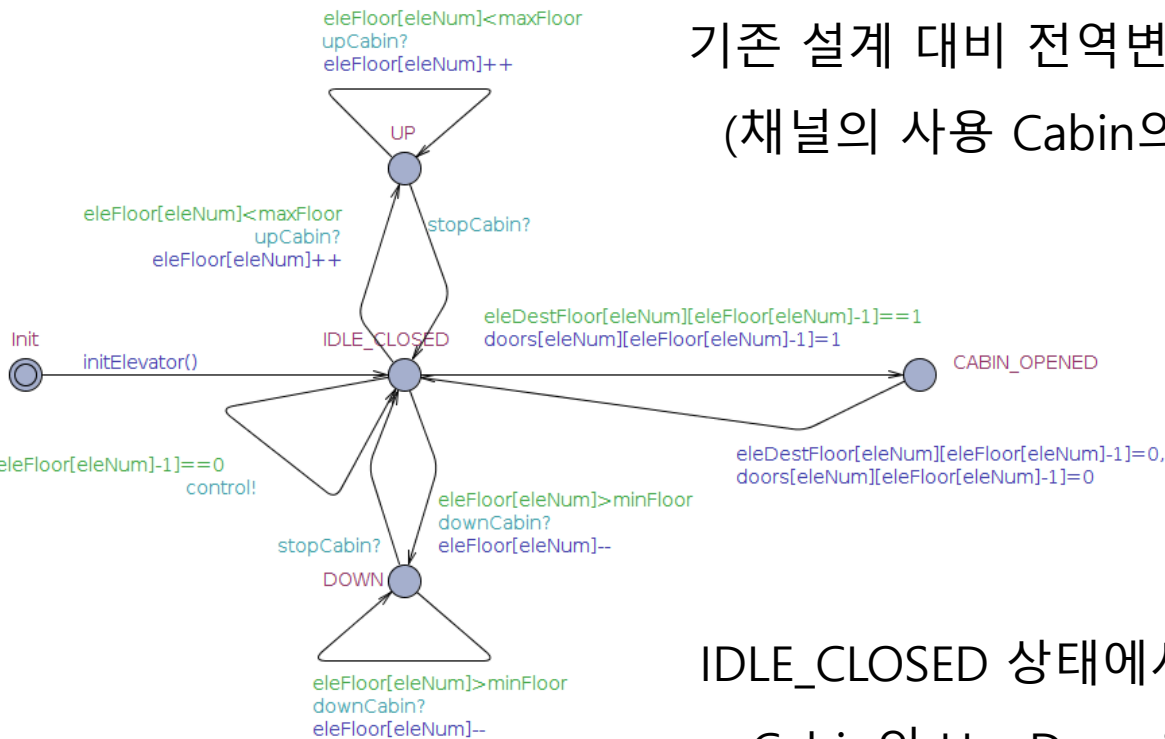 eleFloor[eleNum]<maxFloor
upCabin?
eleFloor[eleNum]++
기존 설계 대비 전역변
(채널의 사용 Cabin으
UP
eleFloor[eleNum]<maxFloor
upCabin?
eleFloor[eleNum]++
stopCabin?
Init
initElevator()
IDLE_CLOSED
eleDestFloor[eleNum][eleFloor[eleNum]-1]==1
doors[eleNum][eleFloor[eleNum]-1]=1
CABIN_OPENED
eleFloor[eleNum]-1]==0
control!
eleDestFloor[eleNum][eleFloor[eleNum]-1]=0,
doors[eleNum][eleFloor[eleNum]-1]=0
eleFloor[eleNum]>minFloor
downCabin?
eleFloor[eleNum]--
stopCabin?
DOWN
eleFloor[eleNum]>minFloor
downCabin?
eleFloor[eleNum]--
IDLE_CLOSED 상태에서